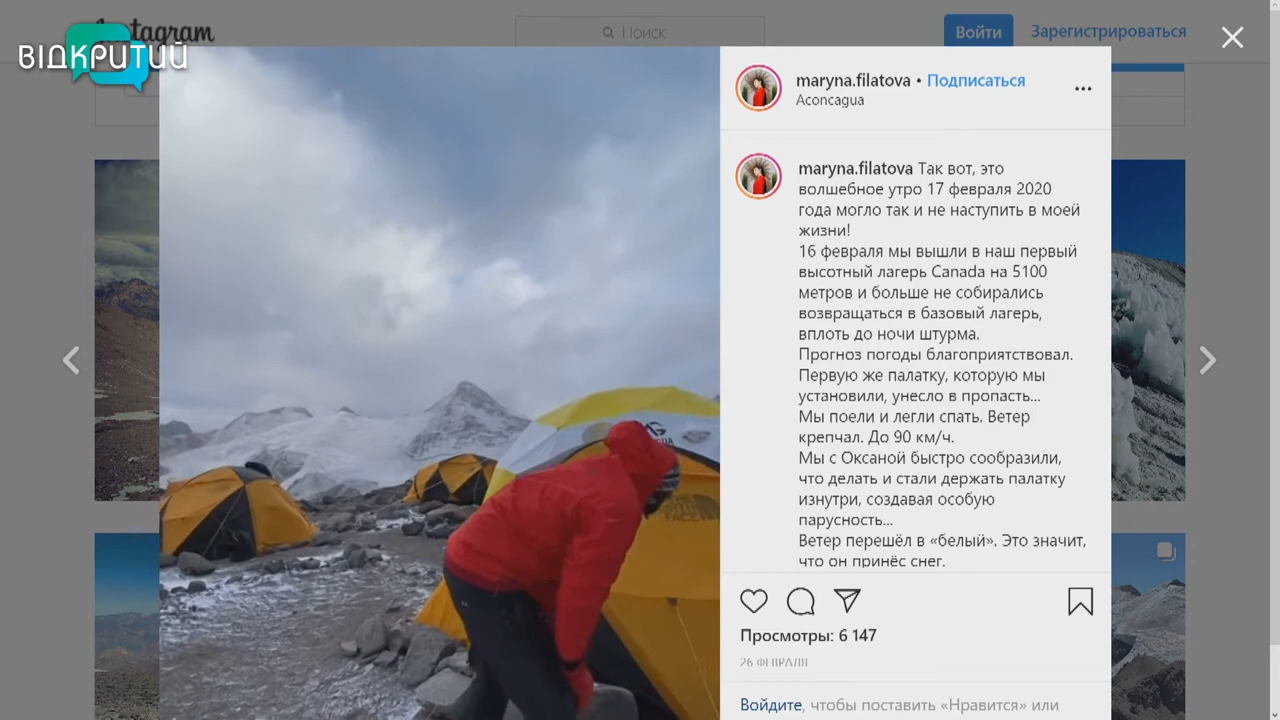 Instagram
ВІДКРИТИЙ
Поиск
Войти
Зарегистрироваться
maryna.filatova • Подписаться
Aconcagua
maryna.filatova Так вот, это
волшебное утро 17 февраля 2020
года могло так и не наступить в моей
жизни!
16 февраля мы вышли в наш первый
высотный лагерь Canada на 5100
метров и больше не собирались
возвращаться в базовый лагерь,
вплоть до ночи штурма.
Прогноз погоды благоприятствовал.
Первую же палатку, которую мы
установили, унесло в пропасть...
Мы поели и легли спать. Ветер
крепчал. До 90 км/ч.
Мы с Оксаной быстро сообразили,
что делать и стали держать палатку
изнутри, создавая особую
парусность...
Ветер перешёл в «белый». Это значит,
что он принёс снег.
Просмотры: 6 147
26 ФЕВРАЛЯ
Войдите, чтобы поставить «Нравится» или